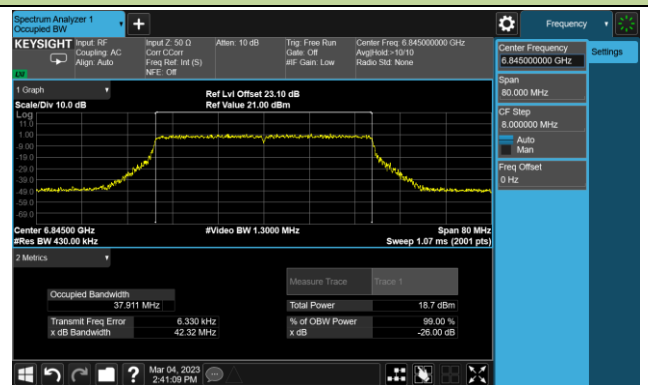 Spectrum Analyzer 1
Occupied BW
+
Frequency
KEYSIGHT
Input: RF
Coupling: AC
Align: Auto
Input Z: 50 Ω
Corr CCorr
Freq Ref: Int (S)
NFE: Off
Atten: 10 dB
Trig: Free Run
Gate: Off
#IF Gain: Low
Center Freq: 6.845000000 GHz
Avg|Hold:>10/10
Radio Std: None
Center Frequency
6.845000000 GHz
Settings
Span
80.000 MHz
CF Step
8.000000 MHz
Auto
Man
Freq Offset
0 Hz
1 Graph
Scale/Div 10.0 dB
Ref Lvl Offset 23.10 dB
Ref Value 21.00 dBm
Log
11.0
1.00
-9.00
-19.0
-29.0
-39.0
-49.0
-59.0
-69.0
Center 6.84500 GHz
#Res BW 430.00 kHz
#Video BW 1.3000 MHz
Span 80 MHz
Sweep 1.07 ms (2001 pts)
2 Metrics
Measure Trace
Trace 1
Occupied Bandwidth
37.911 MHz
Total Power
18.7 dBm
Transmit Freq Error
6.330 kHz
% of OBW Power
99.00 %
x dB Bandwidth
42.32 MHz
x dB
-26.00 dB
?
Mar 04, 2023
2:41:09 PM